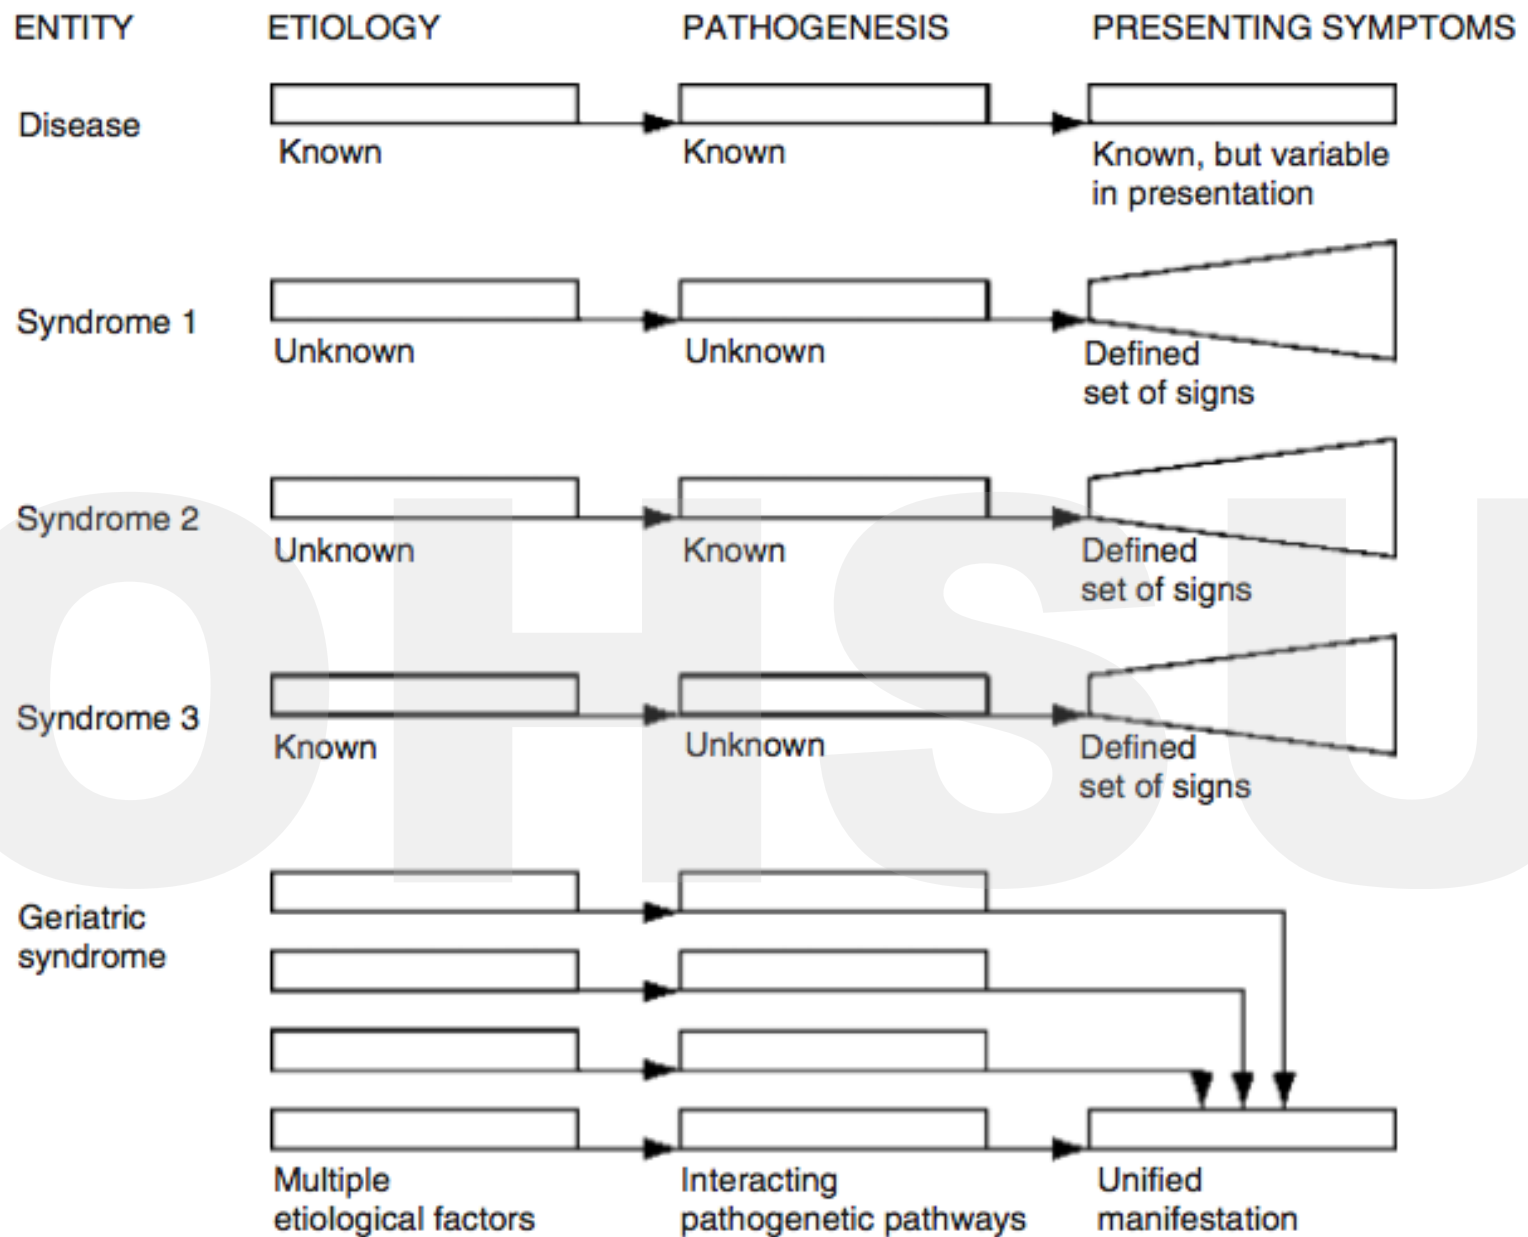 ENTITY ETIOLOGY PATHOGENESIS PRESENTING SYMPTOMS
Disease
Known Known Known, but variable
in presentation
Syndrome 1
Unknown Unknown Defined
set of signs
Syndrome 2
Unknown Known Defined
set of signs
Syndrome 3
Known Unknown Defined
set of signs
Geriatric
syndrome
Multiple Interacting Unified
etiological factors pathogenetic pathways manifestation
OHSU